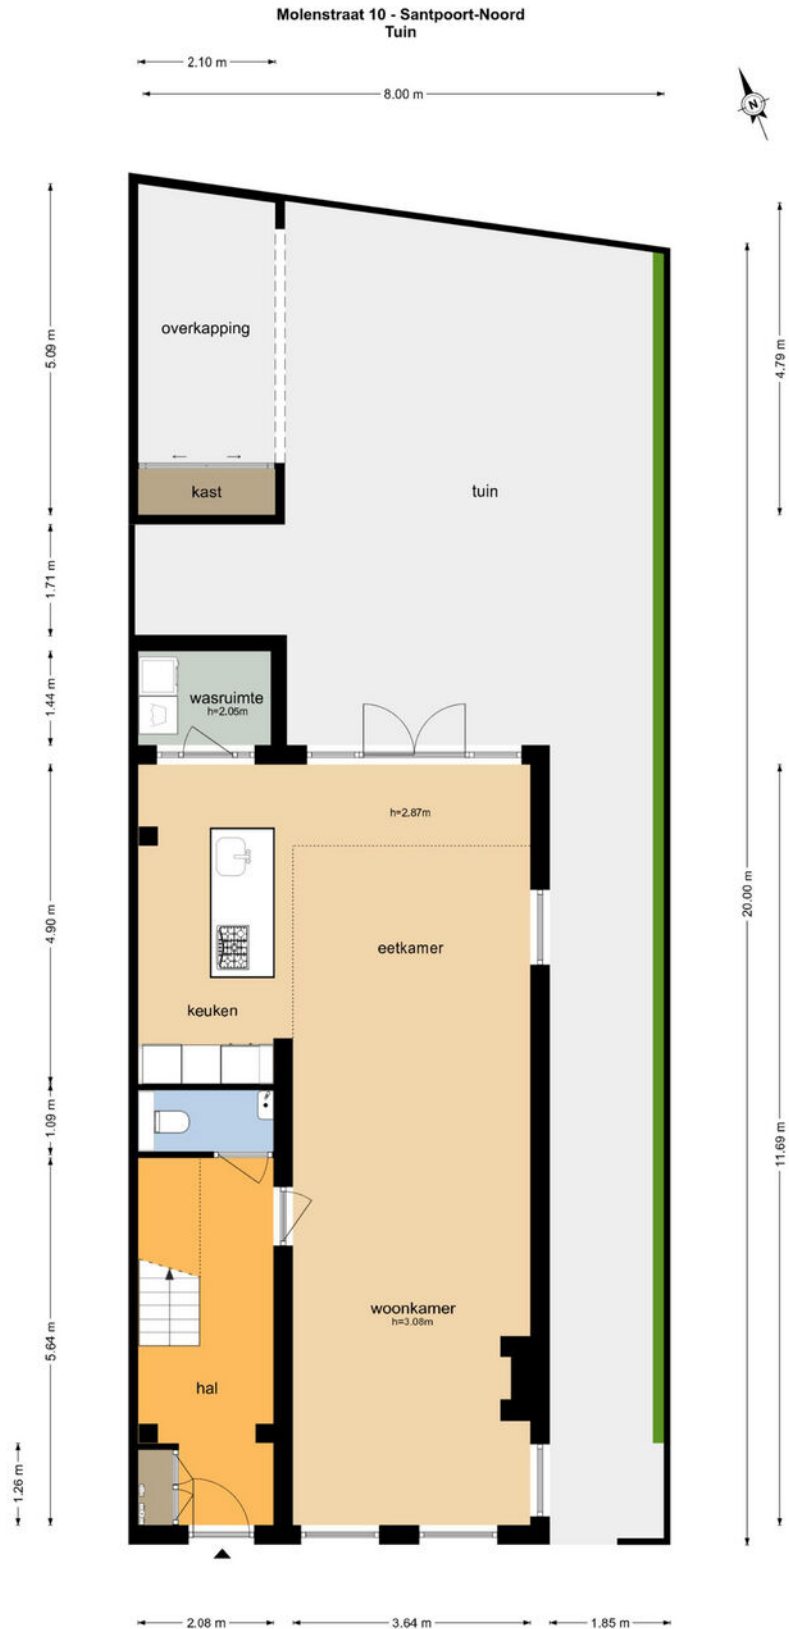 Molenstraat 10 - Santpoort-Noord
Tuin
2.10 m
8.00 m
N
5.09 m
4.79 m
overkapping
kast
tuin
1.71 m
1.44 m
wasruimte
h=2.05m
h=2.87m
4.90 m
20.00 m
eetkamer
keuken
1.09 m
11.69 m
woonkamer
h=3.08m
5.64 m
hal
1.26 m
2.08 m
3.64 m
1.85 m